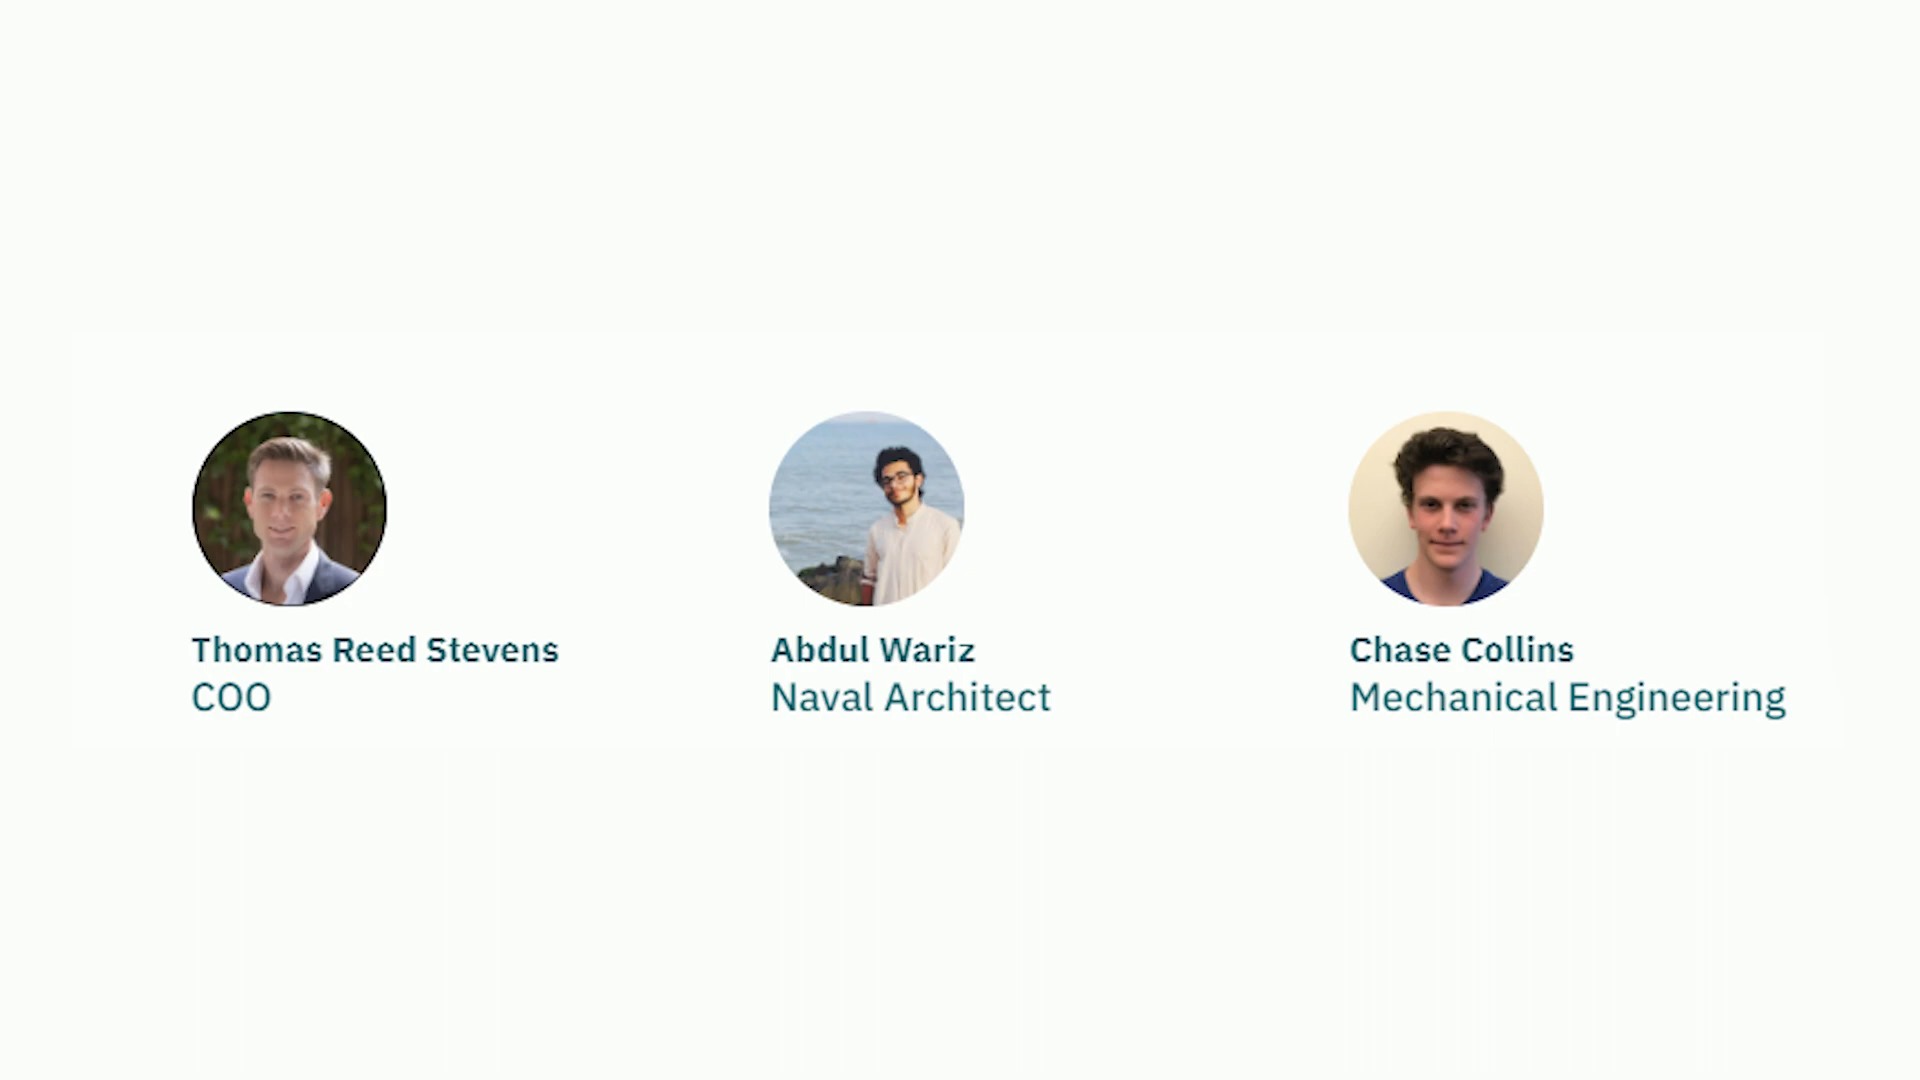 Thomas Reed Stevens
COO
Abdul Wariz
Naval Architect
Chase Collins
Mechanical Engineering